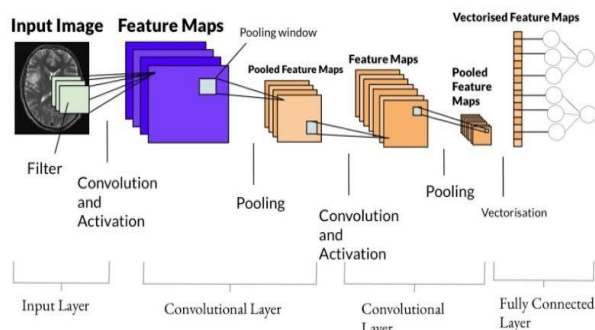 Input Image
Feature Maps
Pooling window
Pooled Feature Maps
Feature Maps
Vectorised Feature Maps
Pooled
Feature
Maps
Filter
Convolution
and
Activation
Pooling
Convolution
and
Activation
Pooling
Vectorisation
Input Layer
Convolutional Layer
Convolutional
Layer
Fully Connected
Layer